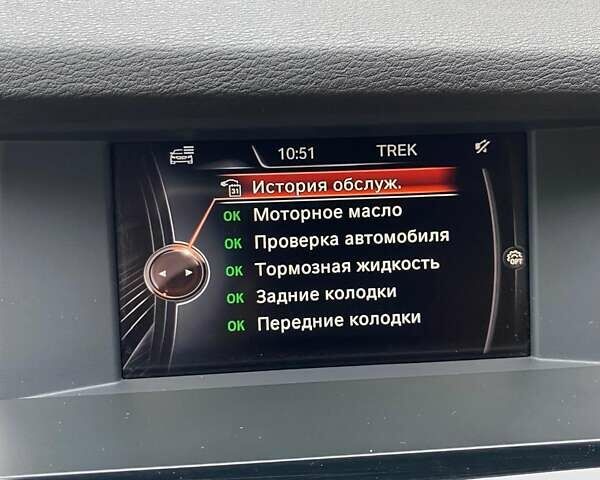 10:51 TREK
31 История обслуж.
OK Моторное масло
OK Проверка автомобиля
OK Тормозная жидкость
OK Задние колодки
OK Передние колодки
OPT